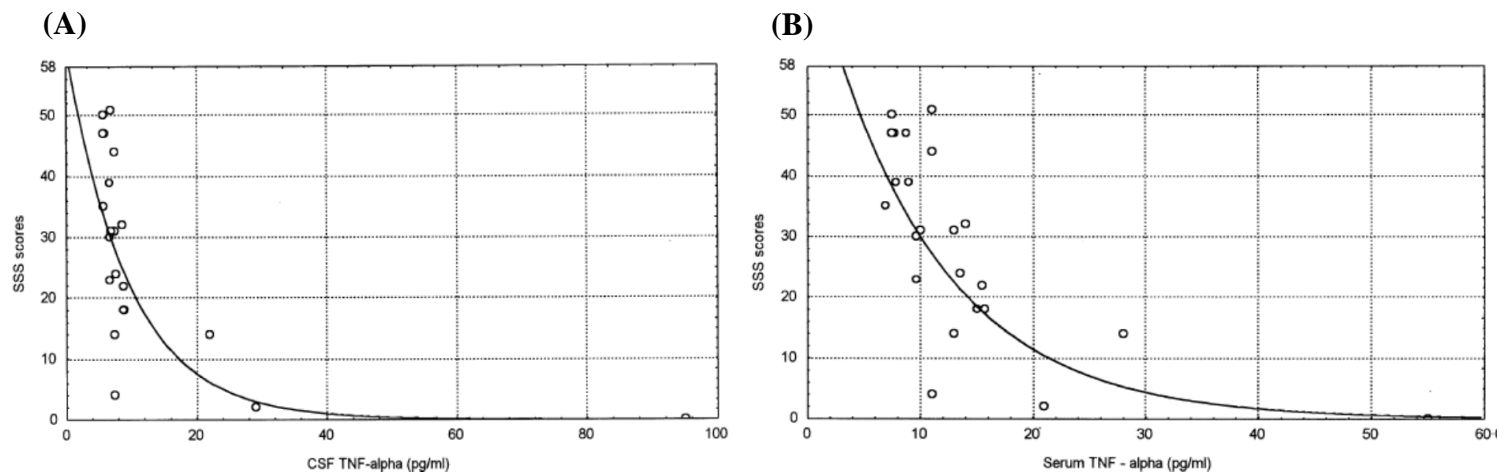 (A)
(B)
58
50
40
30
20
10
0
SSS scores
0 20 40 60 80 100
CSF TNF-alpha (pg/ml)
58
50
40
30
20
10
0
SSS scores
0 10 20 30 40 50 60
Serum TNF - alpha (pg/ml)